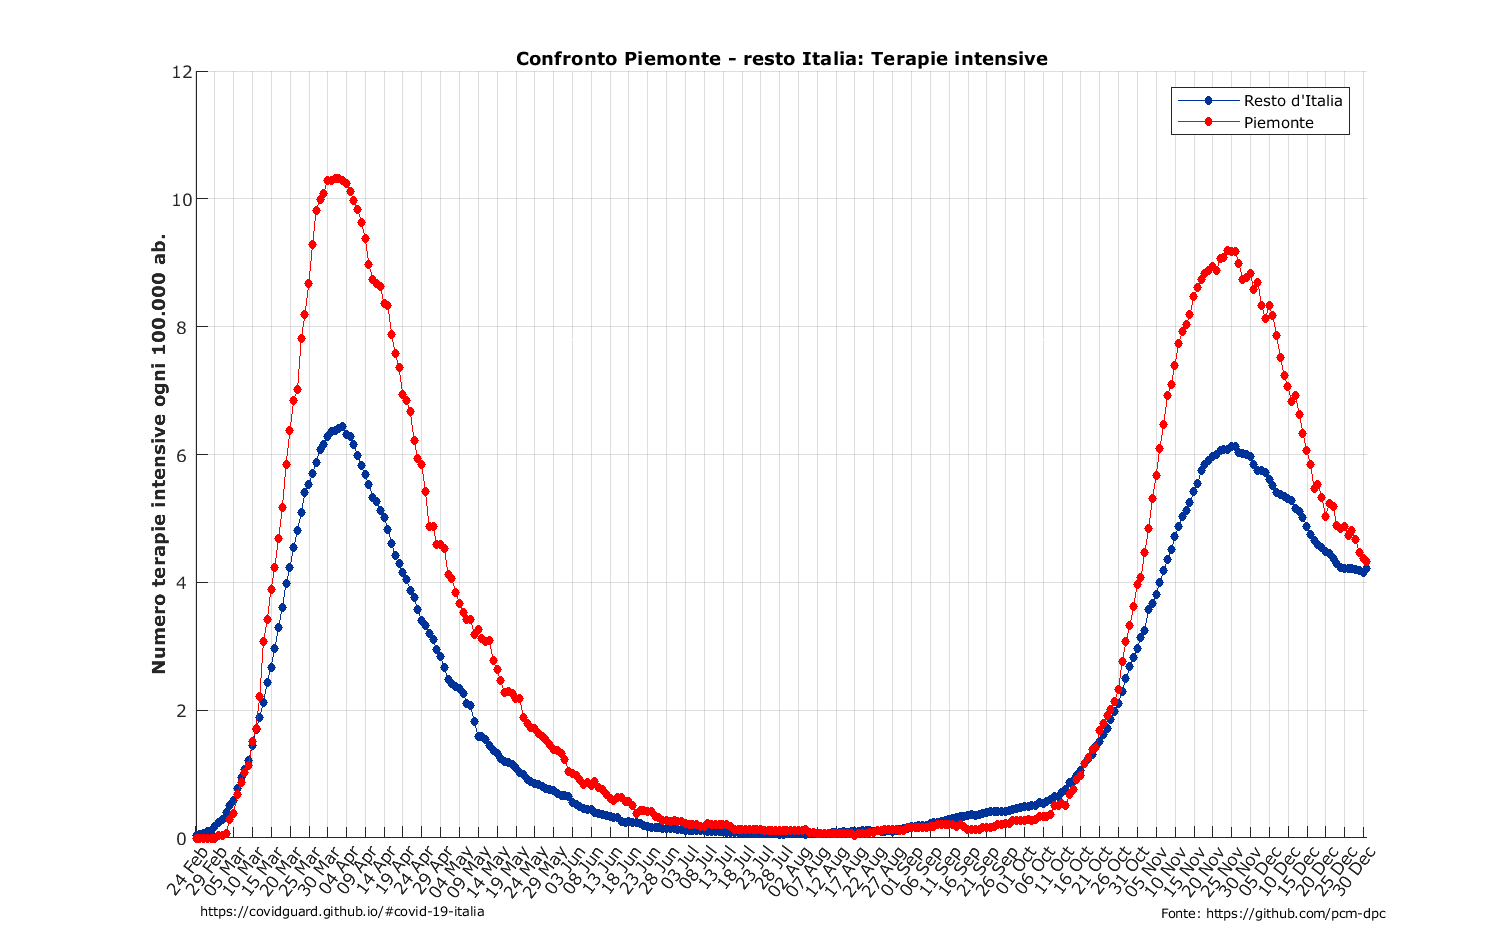 Confronto Piemonte - resto Italia: Terapie intensive
Resto d'Italia
Piemonte
Numero terapie intensive ogni 100.000 ab.
12
10
8
6
4
2
0
24 Feb
29 Feb
05 Mar
10 Mar
15 Mar
20 Mar
25 Mar
30 Mar
04 Apr
09 Apr
14 Apr
19 Apr
24 Apr
29 Apr
04 May
09 May
14 May
19 May
24 May
29 May
03 Jun
08 Jun
13 Jun
18 Jun
23 Jun
28 Jun
03 Jul
08 Jul
13 Jul
18 Jul
23 Jul
28 Jul
02 Aug
07 Aug
12 Aug
17 Aug
22 Aug
27 Aug
01 Sep
06 Sep
11 Sep
16 Sep
21 Sep
26 Sep
01 Oct
06 Oct
11 Oct
16 Oct
21 Oct
26 Oct
31 Oct
05 Nov
10 Nov
15 Nov
20 Nov
25 Nov
30 Nov
05 Dec
10 Dec
15 Dec
20 Dec
25 Dec
30 Dec
https://covidguard.github.io/#covid-19-italia
Fonte: https://github.com/pcm-dpc